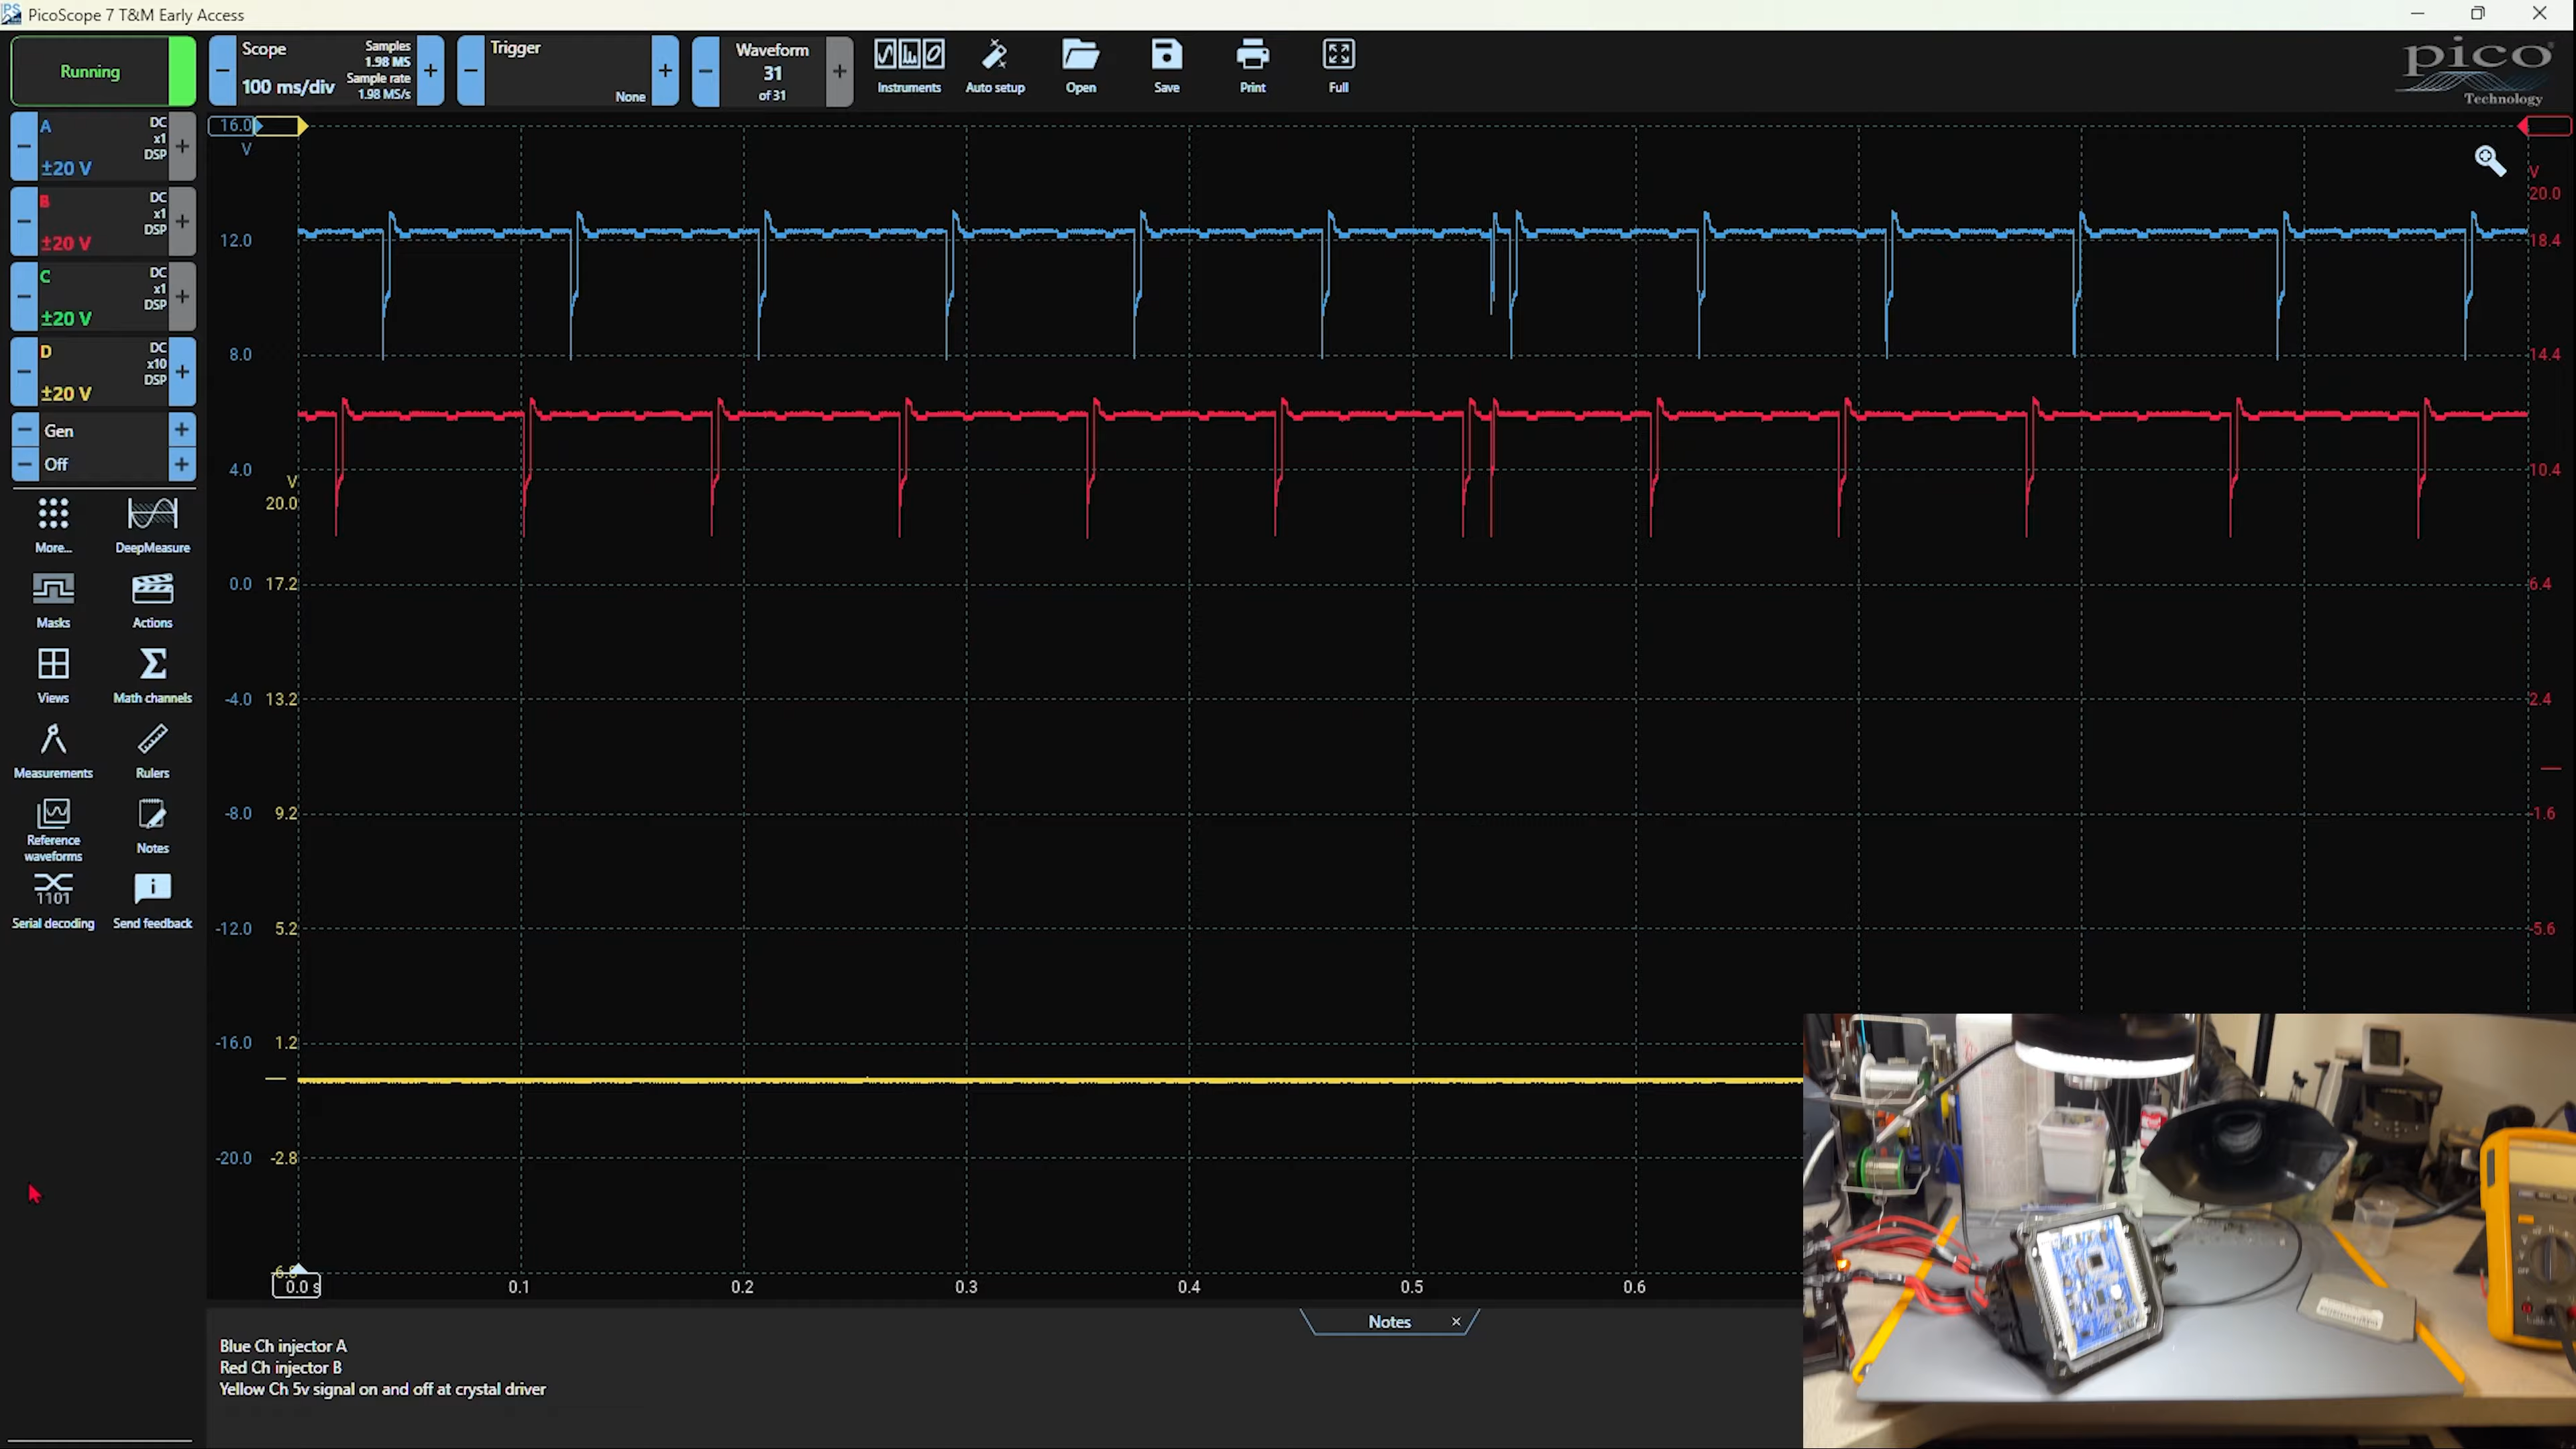 PicoScope 7 T&M Early Access
Running
Scope
100 ms/div
Samples
1.98 MS
Sample rate
1.98 MS/s
Trigger
None
Waveform
31
of 31
Instruments
Auto setup
Open
Save
Print
Full
pico
Technology
A
DC
x1
DSP
±20 V
B
DC
x1
DSP
±20 V
C
DC
x1
DSP
±20 V
D
DC
x10
DSP
±20 V
Gen
Off
More...
DeepMeasure
Masks
Actions
Views
Math channels
Measurements
Rulers
Reference waveforms
Notes
1101
Serial decoding
Send feedback
16.0
V
12.0
8.0
4.0
0.0
-4.0
-8.0
-12.0
-16.0
-20.0
V
20.0
17.2
13.2
9.2
5.2
1.2
-2.8
V
20.0
18.4
14.4
10.4
6.4
2.4
-1.6
-5.6
0.0 s
0.1
0.2
0.3
0.4
0.5
0.6
Notes
Blue Ch injector A
Red Ch injector B
Yellow Ch 5v signal on and off at crystal driver